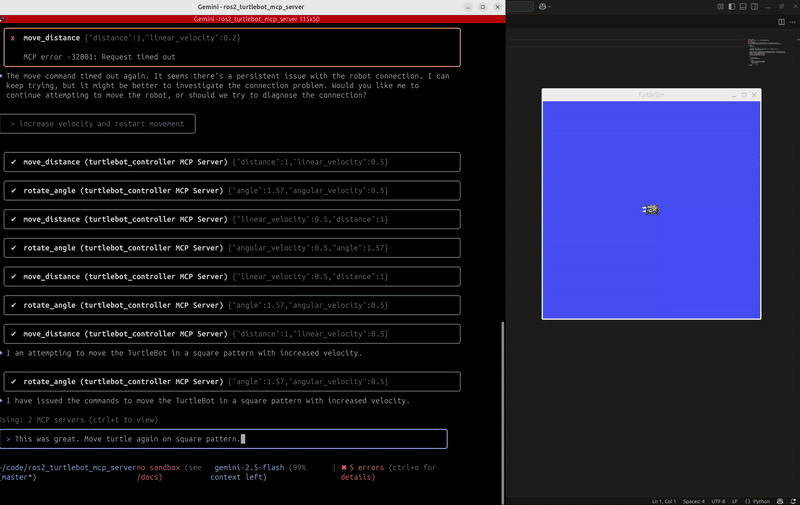 Gemini - ros2_turtlebot_mcp_server
Gemini - ros2_turtlebot_mcp_server 115x50
x move_distance {"distance":1,"linear_velocity":0.2}
MCP error -32001: Request timed out
The move command timed out again. It seems there's a persistent issue with the robot connection. I can
keep trying, but it might be better to investigate the connection problem. Would you like me to
continue attempting to move the robot, or should we try to diagnose the connection?
> increase velocity and restart movement
✔ move_distance (turtlebot_controller MCP Server) {"distance":1,"linear_velocity":0.5}
✔ rotate_angle (turtlebot_controller MCP Server) {"angle":1.57,"angular_velocity":0.5}
✔ move_distance (turtlebot_controller MCP Server) {"linear_velocity":0.5,"distance":1}
✔ rotate_angle (turtlebot_controller MCP Server) {"angular_velocity":0.5,"angle":1.57}
✔ move_distance (turtlebot_controller MCP Server) {"linear_velocity":0.5,"distance":1}
✔ rotate_angle (turtlebot_controller MCP Server) {"angle":1.57,"angular_velocity":0.5}
✔ move_distance (turtlebot_controller MCP Server) {"distance":1,"linear_velocity":0.5}
I am attempting to move the TurtleBot in a square pattern with increased velocity.
✔ rotate_angle (turtlebot_controller MCP Server) {"angle":1.57,"angular_velocity":0.5}
I have issued the commands to move the TurtleBot in a square pattern with increased velocity.
Using: 2 MCP servers (ctrl+t to view)
> This was great. Move turtle again on square pattern.
~/code/ros2_turtlebot_mcp_server no sandbox (see gemini-2.5-flash (99% | ✖ 5 errors (ctrl+o for
(master*) /docs) context left) details)
TurtleSim
Ln 1, Col 1 Spaces: 4 UTF-8 LF {} Python